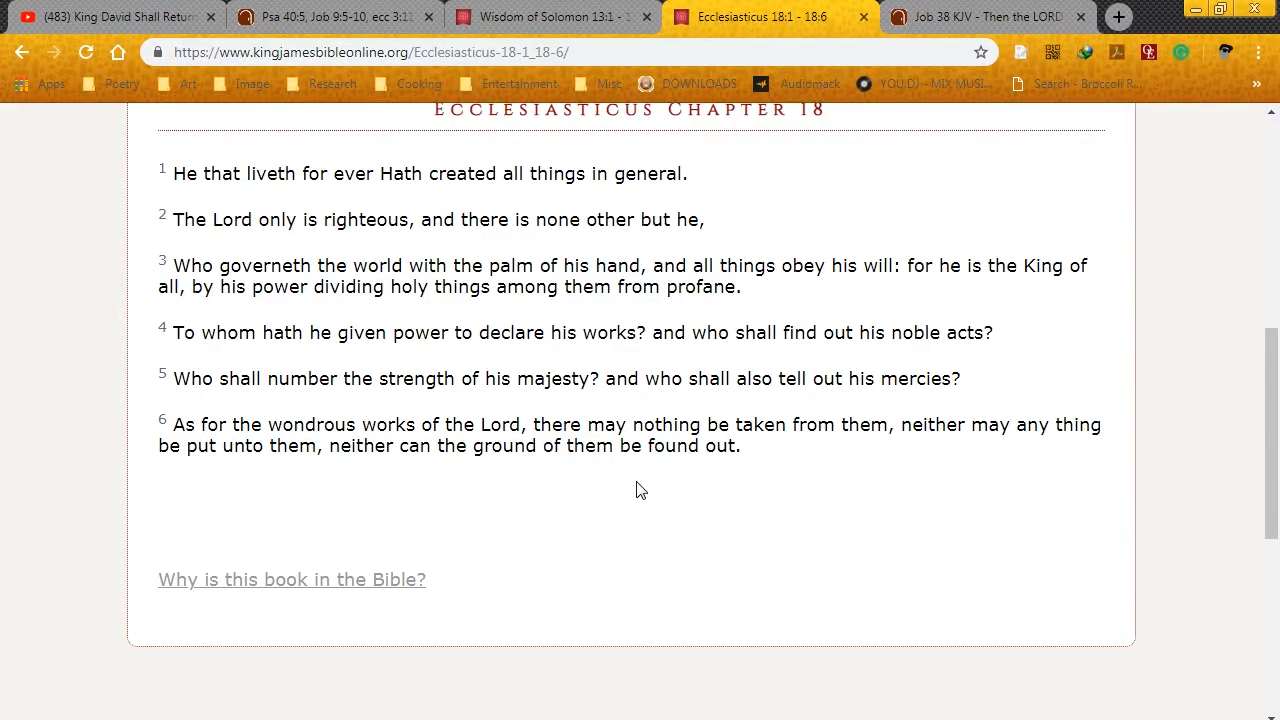 (483) King David Shall Retur
Psa 40:5, Job 9:5-10, ecc 3:11
Wisdom of Solomon 13:1 - 1
Ecclesiasticus 18:1 - 18:6
Job 38 KJV - Then the LORD
https://www.kingjamesbibleonline.org/Ecclesiasticus-18-1_18-6/
Apps Poetry Art Image Research Cooking Entertainment Misc DOWNLOADS Audiomack YOU.DJ - MIX MUSI... Search - Broccoli R... »
Ecclesiasticus Chapter 18
1 He that liveth for ever Hath created all things in general.
2 The Lord only is righteous, and there is none other but he,
3 Who governeth the world with the palm of his hand, and all things obey his will: for he is the King of
all, by his power dividing holy things among them from profane.
4 To whom hath he given power to declare his works? and who shall find out his noble acts?
5 Who shall number the strength of his majesty? and who shall also tell out his mercies?
6 As for the wondrous works of the Lord, there may nothing be taken from them, neither may any thing
be put unto them, neither can the ground of them be found out.
Why is this book in the Bible?